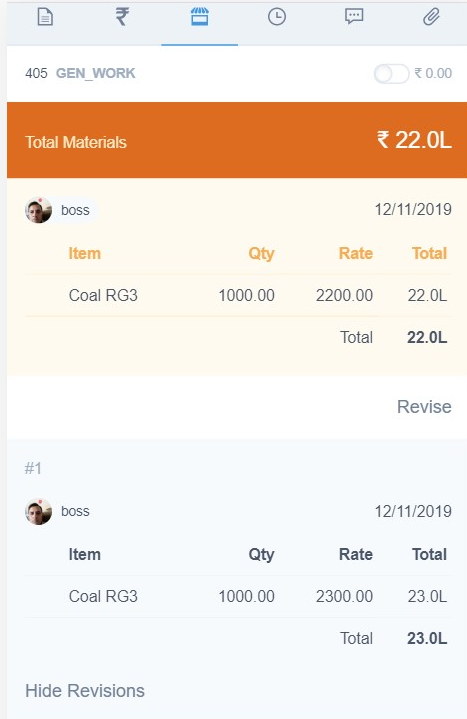 405 GEN_WORK ₹ 0.00
Total Materials ₹ 22.0L
boss 12/11/2019
Item Qty Rate Total
Coal RG3 1000.00 2200.00 22.0L
Total 22.0L
Revise
#1
boss 12/11/2019
Item Qty Rate Total
Coal RG3 1000.00 2300.00 23.0L
Total 23.0L
Hide Revisions